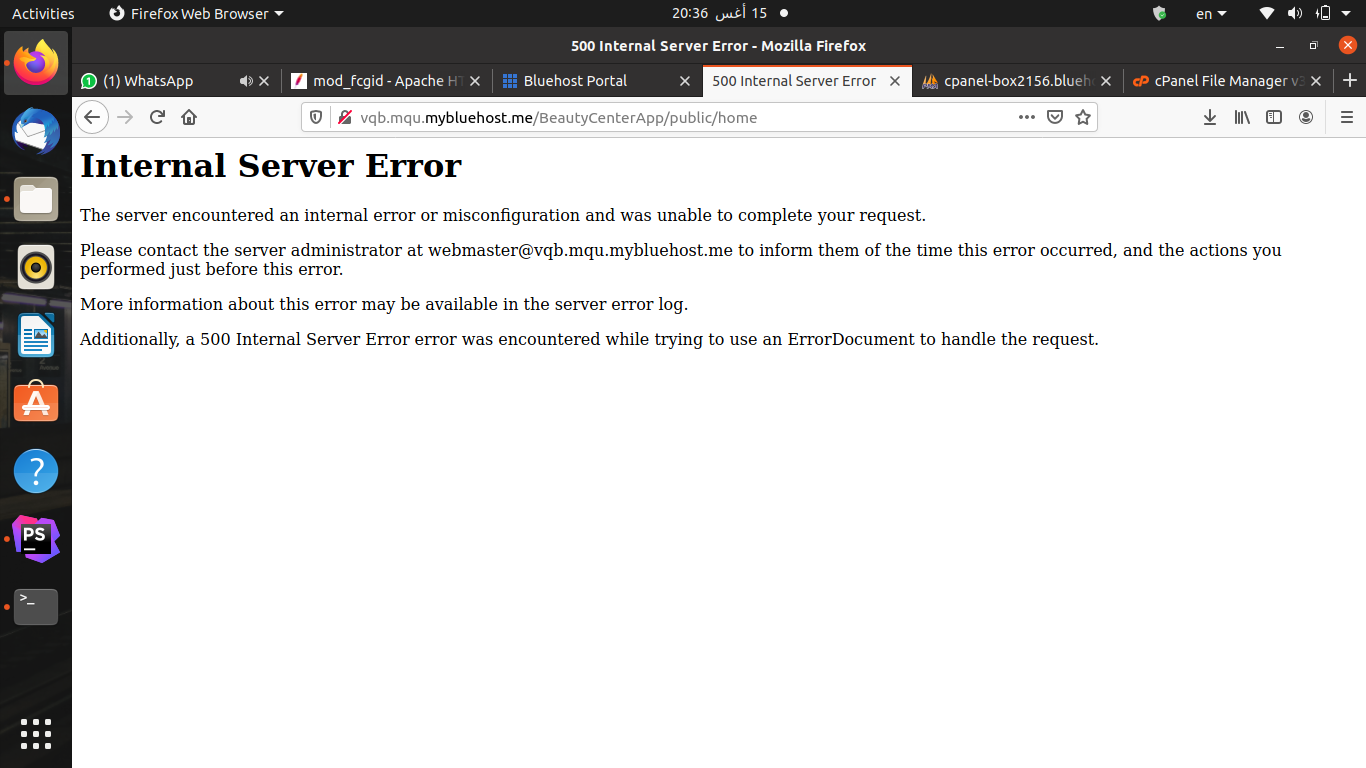 Activities
Firefox Web Browser
20:36 15 أغس
en
500 Internal Server Error - Mozilla Firefox
(1) WhatsApp
mod_fcgid - Apache HT
Bluehost Portal
500 Internal Server Error
cpanel-box2156.blueh
cPanel File Manager v3
vqb.mqu.mybluehost.me/BeautyCenterApp/public/home
Internal Server Error
The server encountered an internal error or misconfiguration and was unable to complete your request.
Please contact the server administrator at webmaster@vqb.mqu.mybluehost.me to inform them of the time this error occurred, and the actions you
performed just before this error.
More information about this error may be available in the server error log.
Additionally, a 500 Internal Server Error error was encountered while trying to use an ErrorDocument to handle the request.
PS
>_